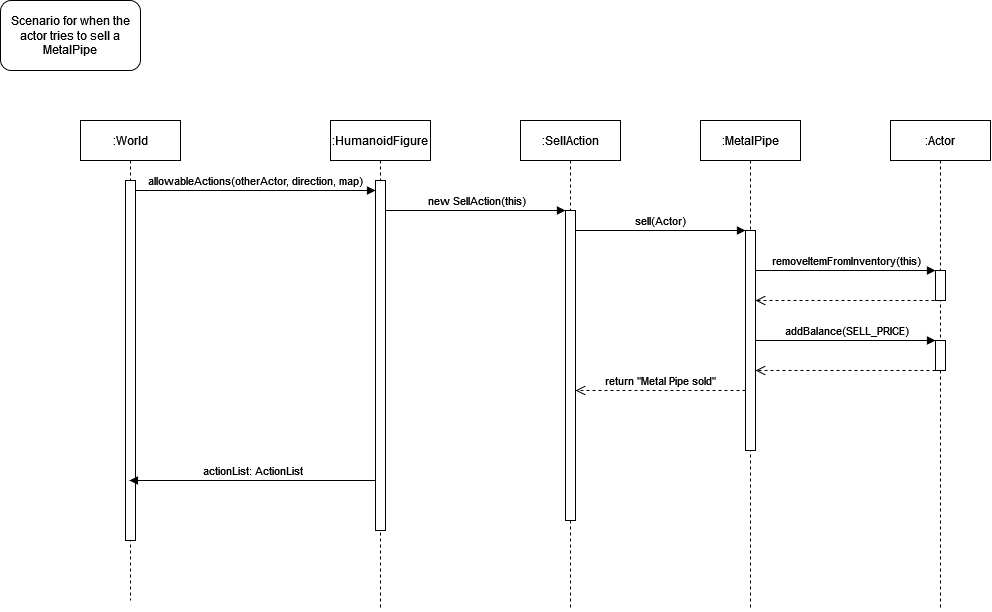 Scenario for when the
actor tries to sell a
MetalPipe
:World
:HumanoidFigure
:SellAction
:MetalPipe
:Actor
allowableActions(otherActor, direction, map)
new SellAction(this)
sell(Actor)
removeItemFromInventory(this)
addBalance(SELL_PRICE)
return "Metal Pipe sold"
actionList: ActionList